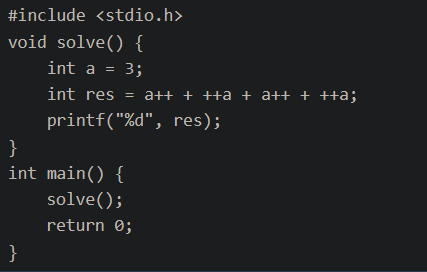 #include <stdio.h>
void solve() {
    int a = 3;
    int res = a++ + ++a + a++ + ++a;
    printf("%d", res);
}
int main() {
    solve();
    return 0;
}